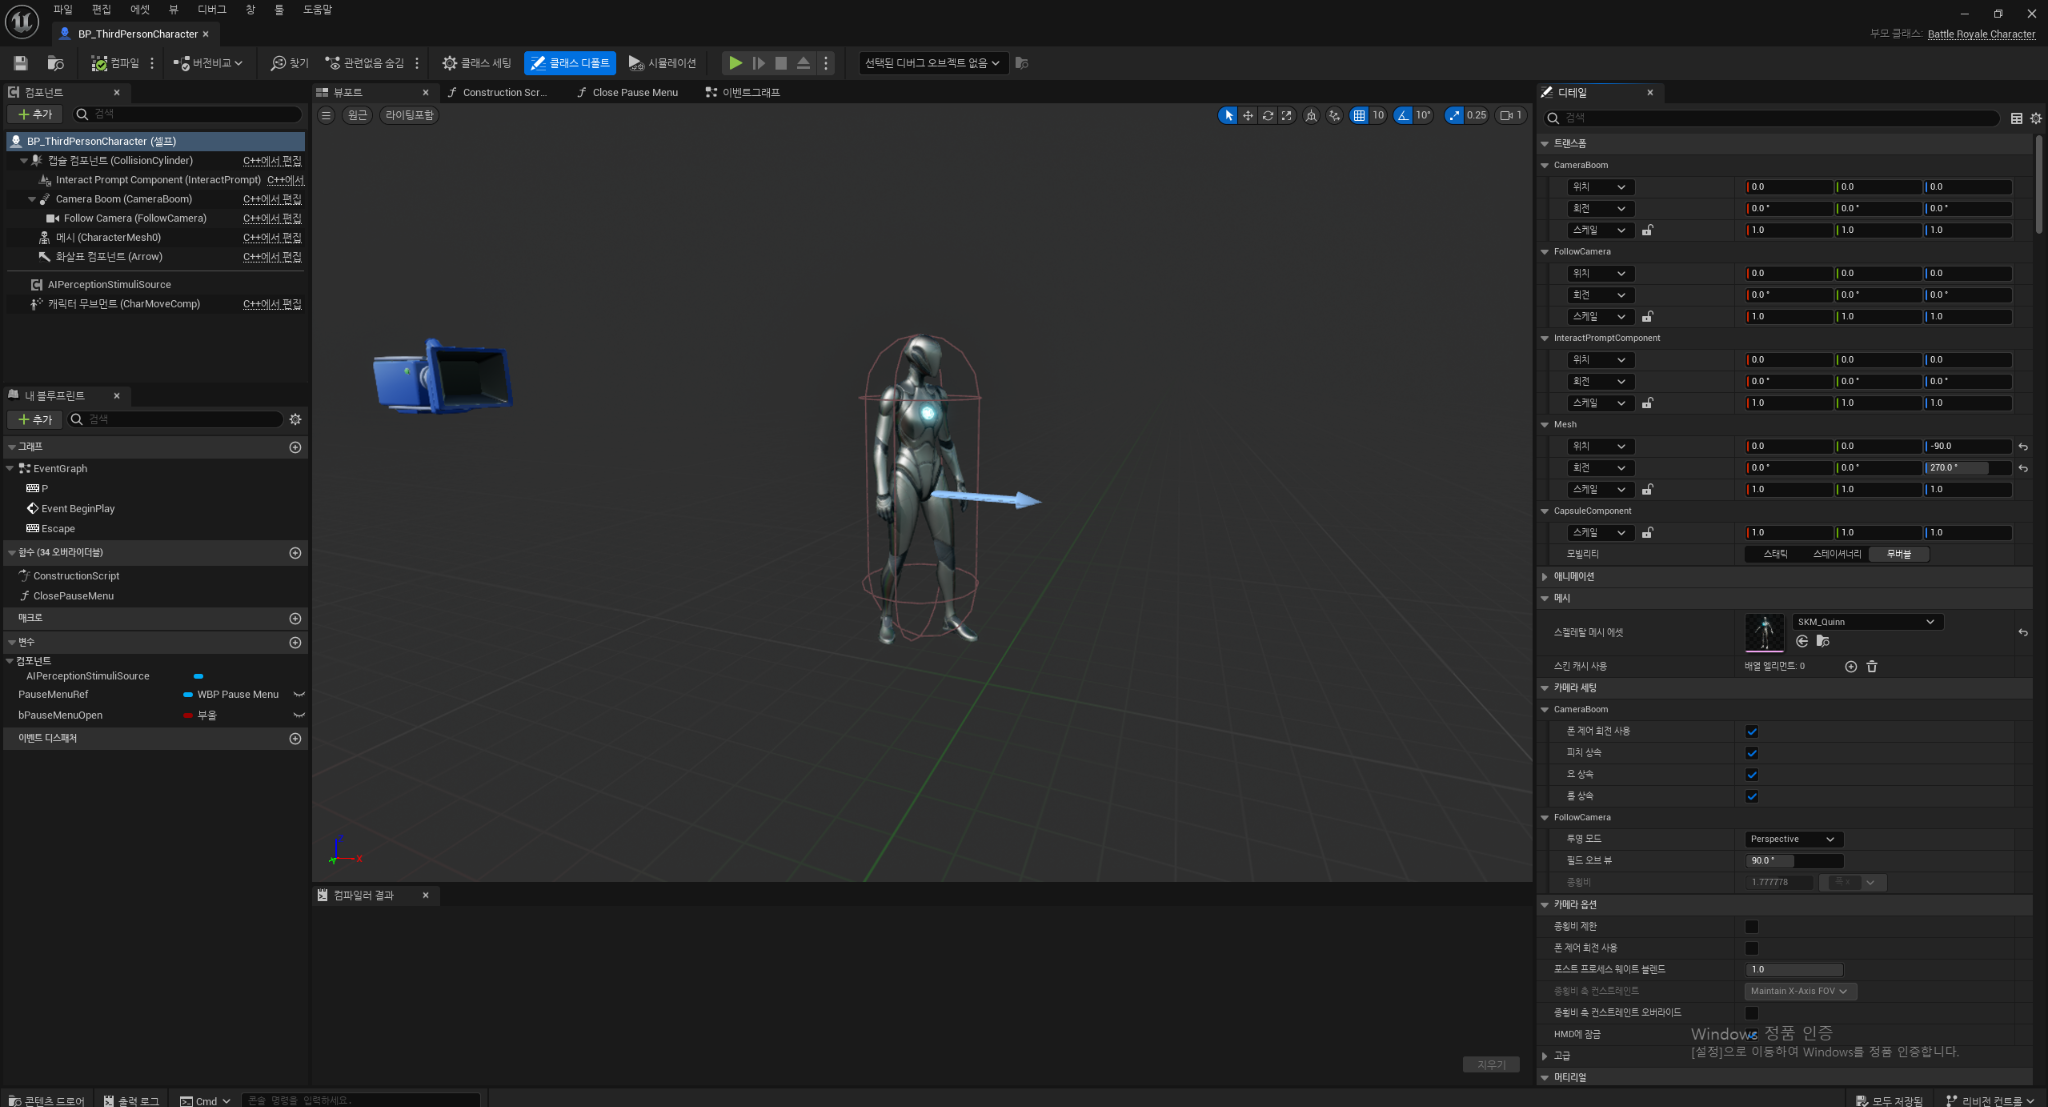 파일 편집 에셋 뷰 디버그 창 툴 도움말
BP_ThirdPersonCharacter
부모 클래스: Battle Royale Character
컴파일 버전비교 찾기 관련없음 숨김 클래스 세팅 클래스 디폴트 시뮬레이션 선택된 디버그 오브젝트 없음
컴포넌트
추가 검색
BP_ThirdPersonCharacter (셀프)
캡슐 컴포넌트 (CollisionCylinder) C++에서 편집
Interact Prompt Component (InteractPrompt) C++에서
Camera Boom (CameraBoom) C++에서 편집
Follow Camera (FollowCamera) C++에서 편집
메시 (CharacterMesh0) C++에서 편집
화살표 컴포넌트 (Arrow) C++에서 편집
AIPerceptionStimuliSource
캐릭터 무브먼트 (CharMoveComp) C++에서 편집
내 블루프린트
추가 검색
그래프
EventGraph
P
Event BeginPlay
Escape
함수 (34 오버라이더블)
ConstructionScript
ClosePauseMenu
매크로
변수
컴포넌트
AIPerceptionStimuliSource
PauseMenuRef WBP Pause Menu
bPauseMenuOpen 부울
이벤트 디스패처
뷰포트 Construction Scr... Close Pause Menu 이벤트그래프
원근 라이팅포함
10 10° 0.25 1
Z
X
컴파일러 결과
지우기
디테일
검색
트랜스폼
CameraBoom
위치 0.0 0.0 0.0
회전 0.0 ° 0.0 ° 0.0 °
스케일 1.0 1.0 1.0
FollowCamera
위치 0.0 0.0 0.0
회전 0.0 ° 0.0 ° 0.0 °
스케일 1.0 1.0 1.0
InteractPromptComponent
위치 0.0 0.0 0.0
회전 0.0 ° 0.0 ° 0.0 °
스케일 1.0 1.0 1.0
Mesh
위치 0.0 0.0 -90.0
회전 0.0 ° 0.0 ° 270.0 °
스케일 1.0 1.0 1.0
CapsuleComponent
스케일 1.0 1.0 1.0
모빌리티 스태틱 스테이셔너리 무버블
애니메이션
메시
스켈레탈 메시 에셋 SKM_Quinn
스킨 캐시 사용 배열 엘리먼트: 0
카메라 세팅
CameraBoom
폰 제어 회전 사용
피치 상속
요 상속
롤 상속
FollowCamera
투영 모드 Perspective
필드 오브 뷰 90.0 °
종횡비 1.777778
카메라 옵션
종횡비 제한
폰 제어 회전 사용
포스트 프로세스 웨이트 블렌드 1.0
종횡비 축 컨스트레인트 Maintain X-Axis FOV
종횡비 축 컨스트레인트 오버라이드
HMD에 잠금
고급
머티리얼
Windows 정품 인증
[설정]으로 이동하여 Windows를 정품 인증합니다.
콘텐츠 드로어 출력 로그 Cmd 콘솔 명령을 입력하세요.
모두 저장됨 리비전 컨트롤